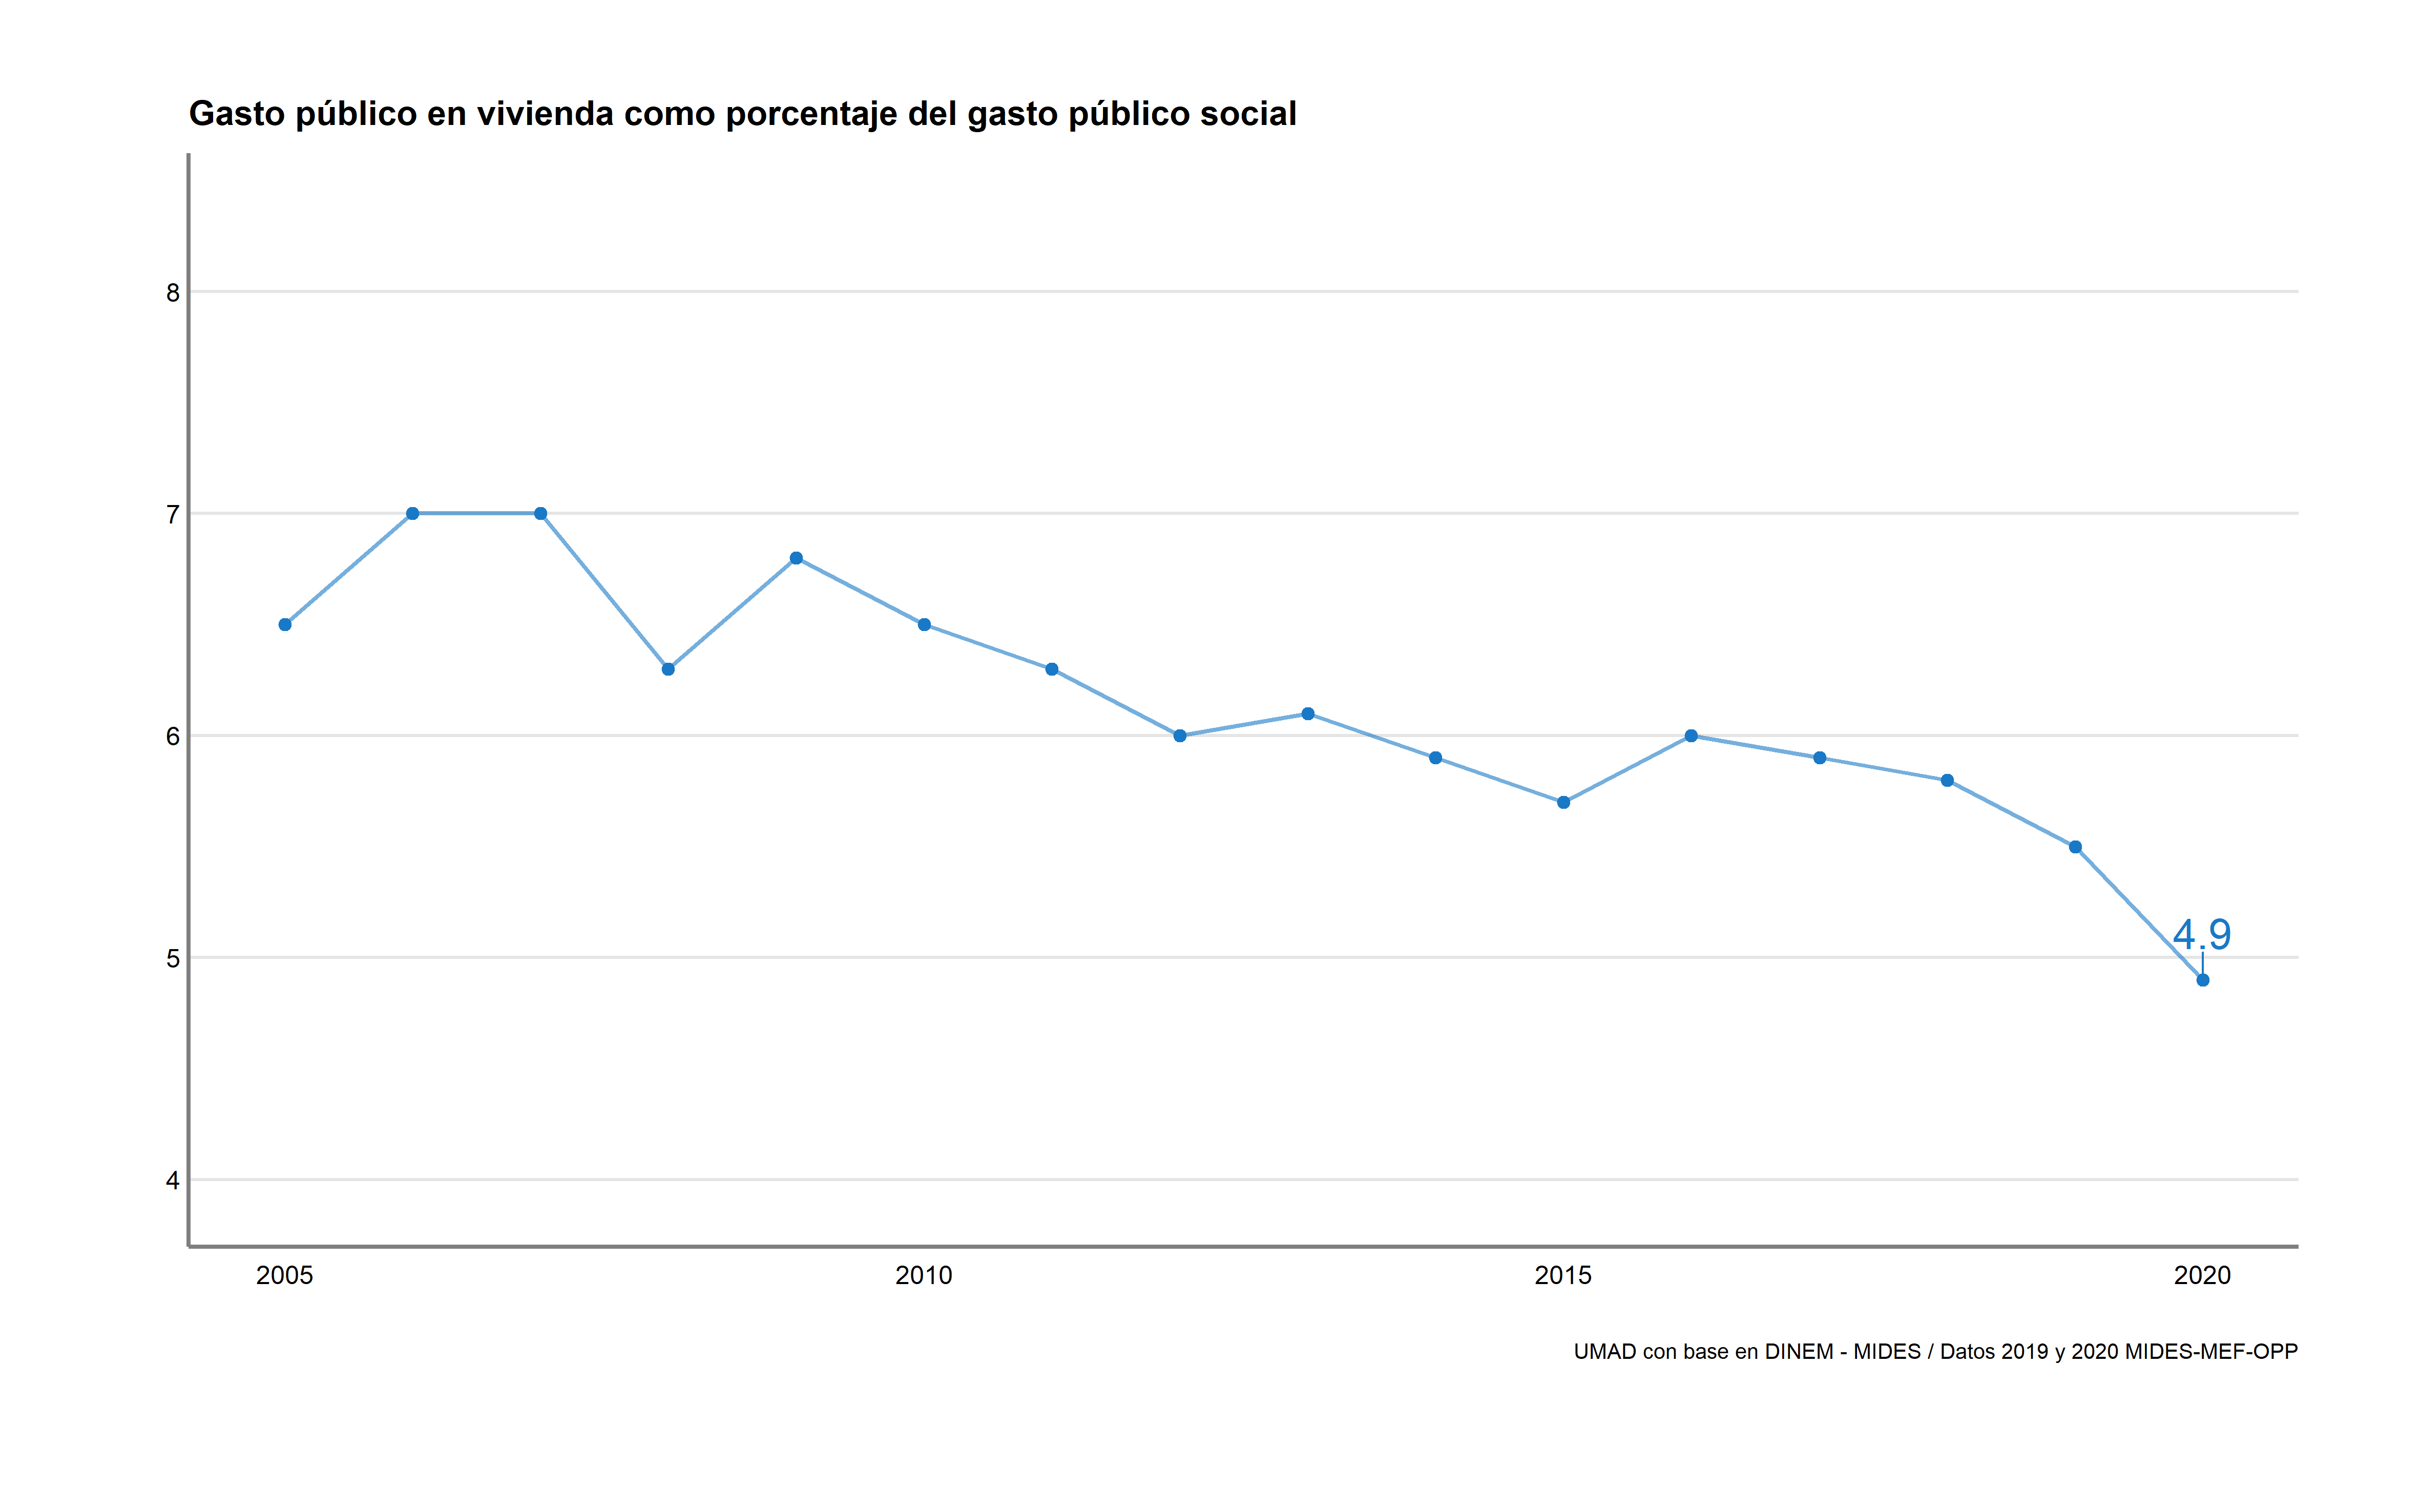 Gasto público en vivienda como porcentaje del gasto público social
8
7
6
5
4
4.9
2005 2010 2015 2020
UMAD con base en DINEM - MIDES / Datos 2019 y 2020 MIDES-MEF-OPP